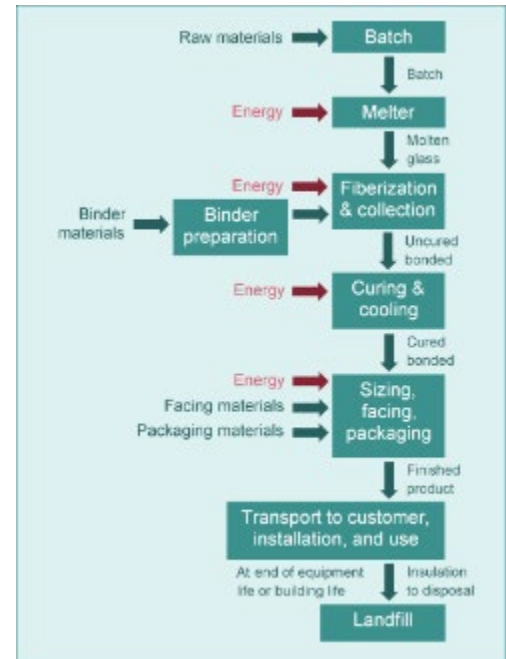 Raw materials
Batch
Batch
Energy
Melter
Molten
glass
Energy
Fiberization
& collection
Binder
materials
Binder
preparation
Uncured
bonded
Energy
Curing &
cooling
Cured
bonded
Energy
Facing materials
Packaging materials
Sizing,
facing,
packaging
Finished
product
Transport to customer,
installation, and use
At end of equipment
life or building life
Insulation
to disposal
Landfill